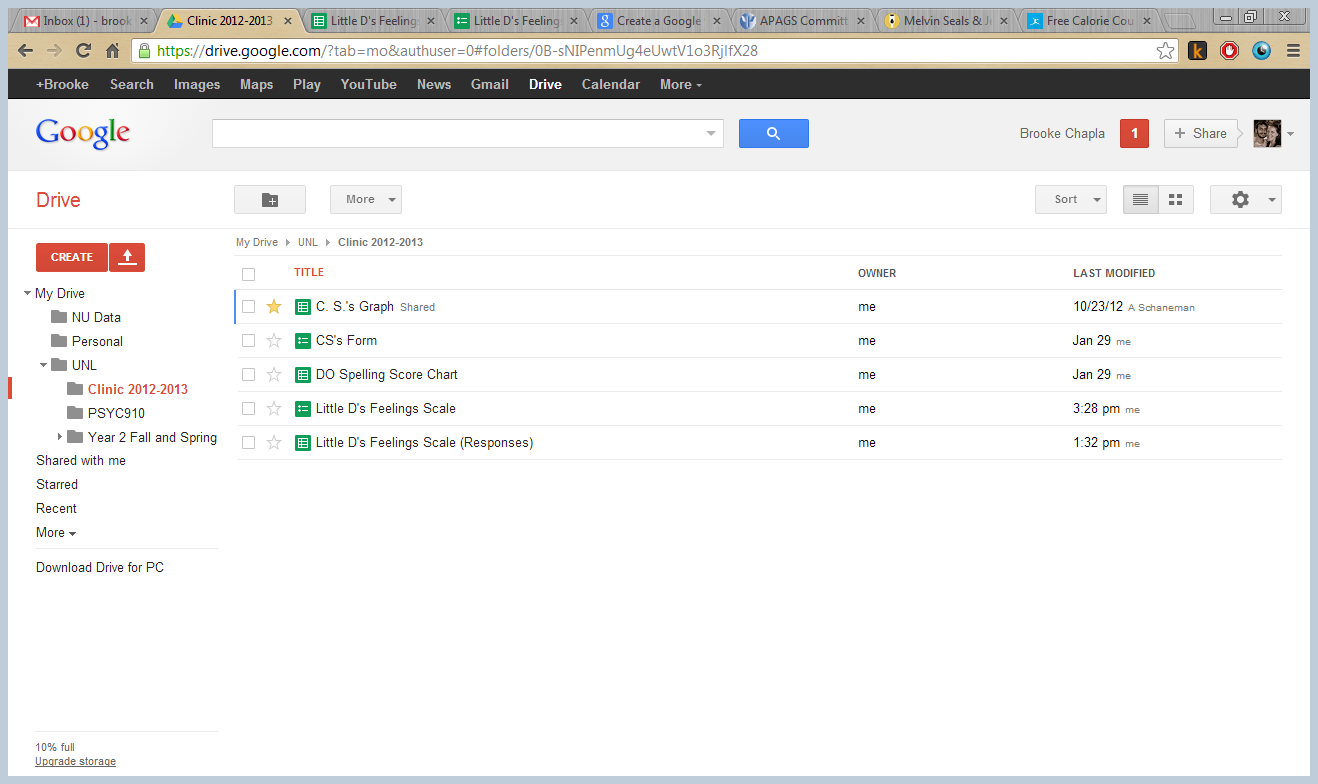 Inbox (1) - brook
Clinic 2012-2013
Little D's Feelings
Little D's Feeling
Create a Google
APAGS Committ
Melvin Seals & J
Free Calorie Cou
https://drive.google.com/?tab=mo&authuser=0#folders/0B-sNIPenmUg4eUwtV1o3RjlfX28
+Brooke Search Images Maps Play YouTube News Gmail Drive Calendar More
Google
Brooke Chapla 1 + Share
Drive
More
Sort
CREATE
My Drive
NU Data
Personal
UNL
Clinic 2012-2013
PSYC910
Year 2 Fall and Spring
Shared with me
Starred
Recent
More
Download Drive for PC
10% full
Upgrade storage
My Drive UNL Clinic 2012-2013
TITLE OWNER LAST MODIFIED
C. S.'s Graph Shared me 10/23/12 A Schaneman
CS's Form me Jan 29 me
DO Spelling Score Chart me Jan 29 me
Little D's Feelings Scale me 3:28 pm me
Little D's Feelings Scale (Responses) me 1:32 pm me